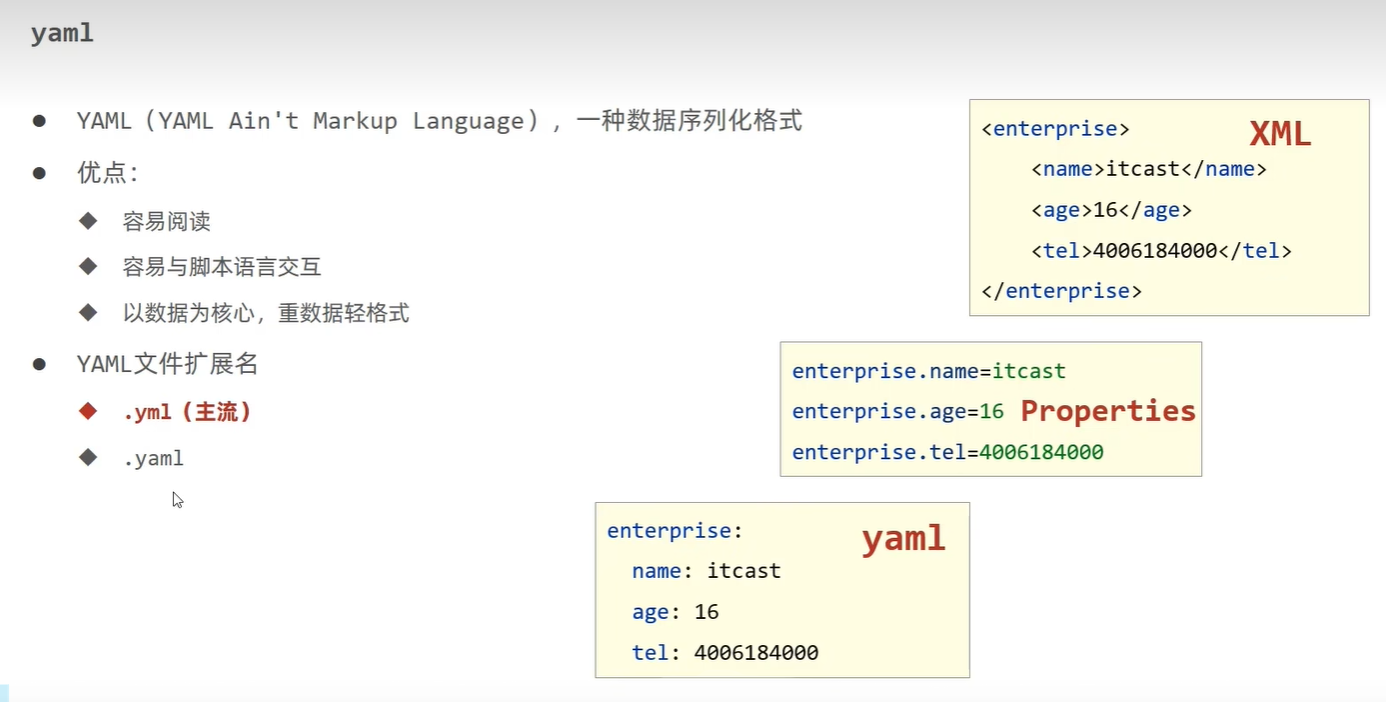 yaml
YAML（YAML Ain't Markup Language），一种数据序列化格式
优点：
容易阅读
容易与脚本语言交互
以数据为核心，重数据轻格式
YAML文件扩展名
.yml（主流）
.yaml
XML
<enterprise>
    <name>itcast</name>
    <age>16</age>
    <tel>4006184000</tel>
</enterprise>
Properties
enterprise.name=itcast
enterprise.age=16
enterprise.tel=4006184000
yaml
enterprise:
  name: itcast
  age: 16
  tel: 4006184000